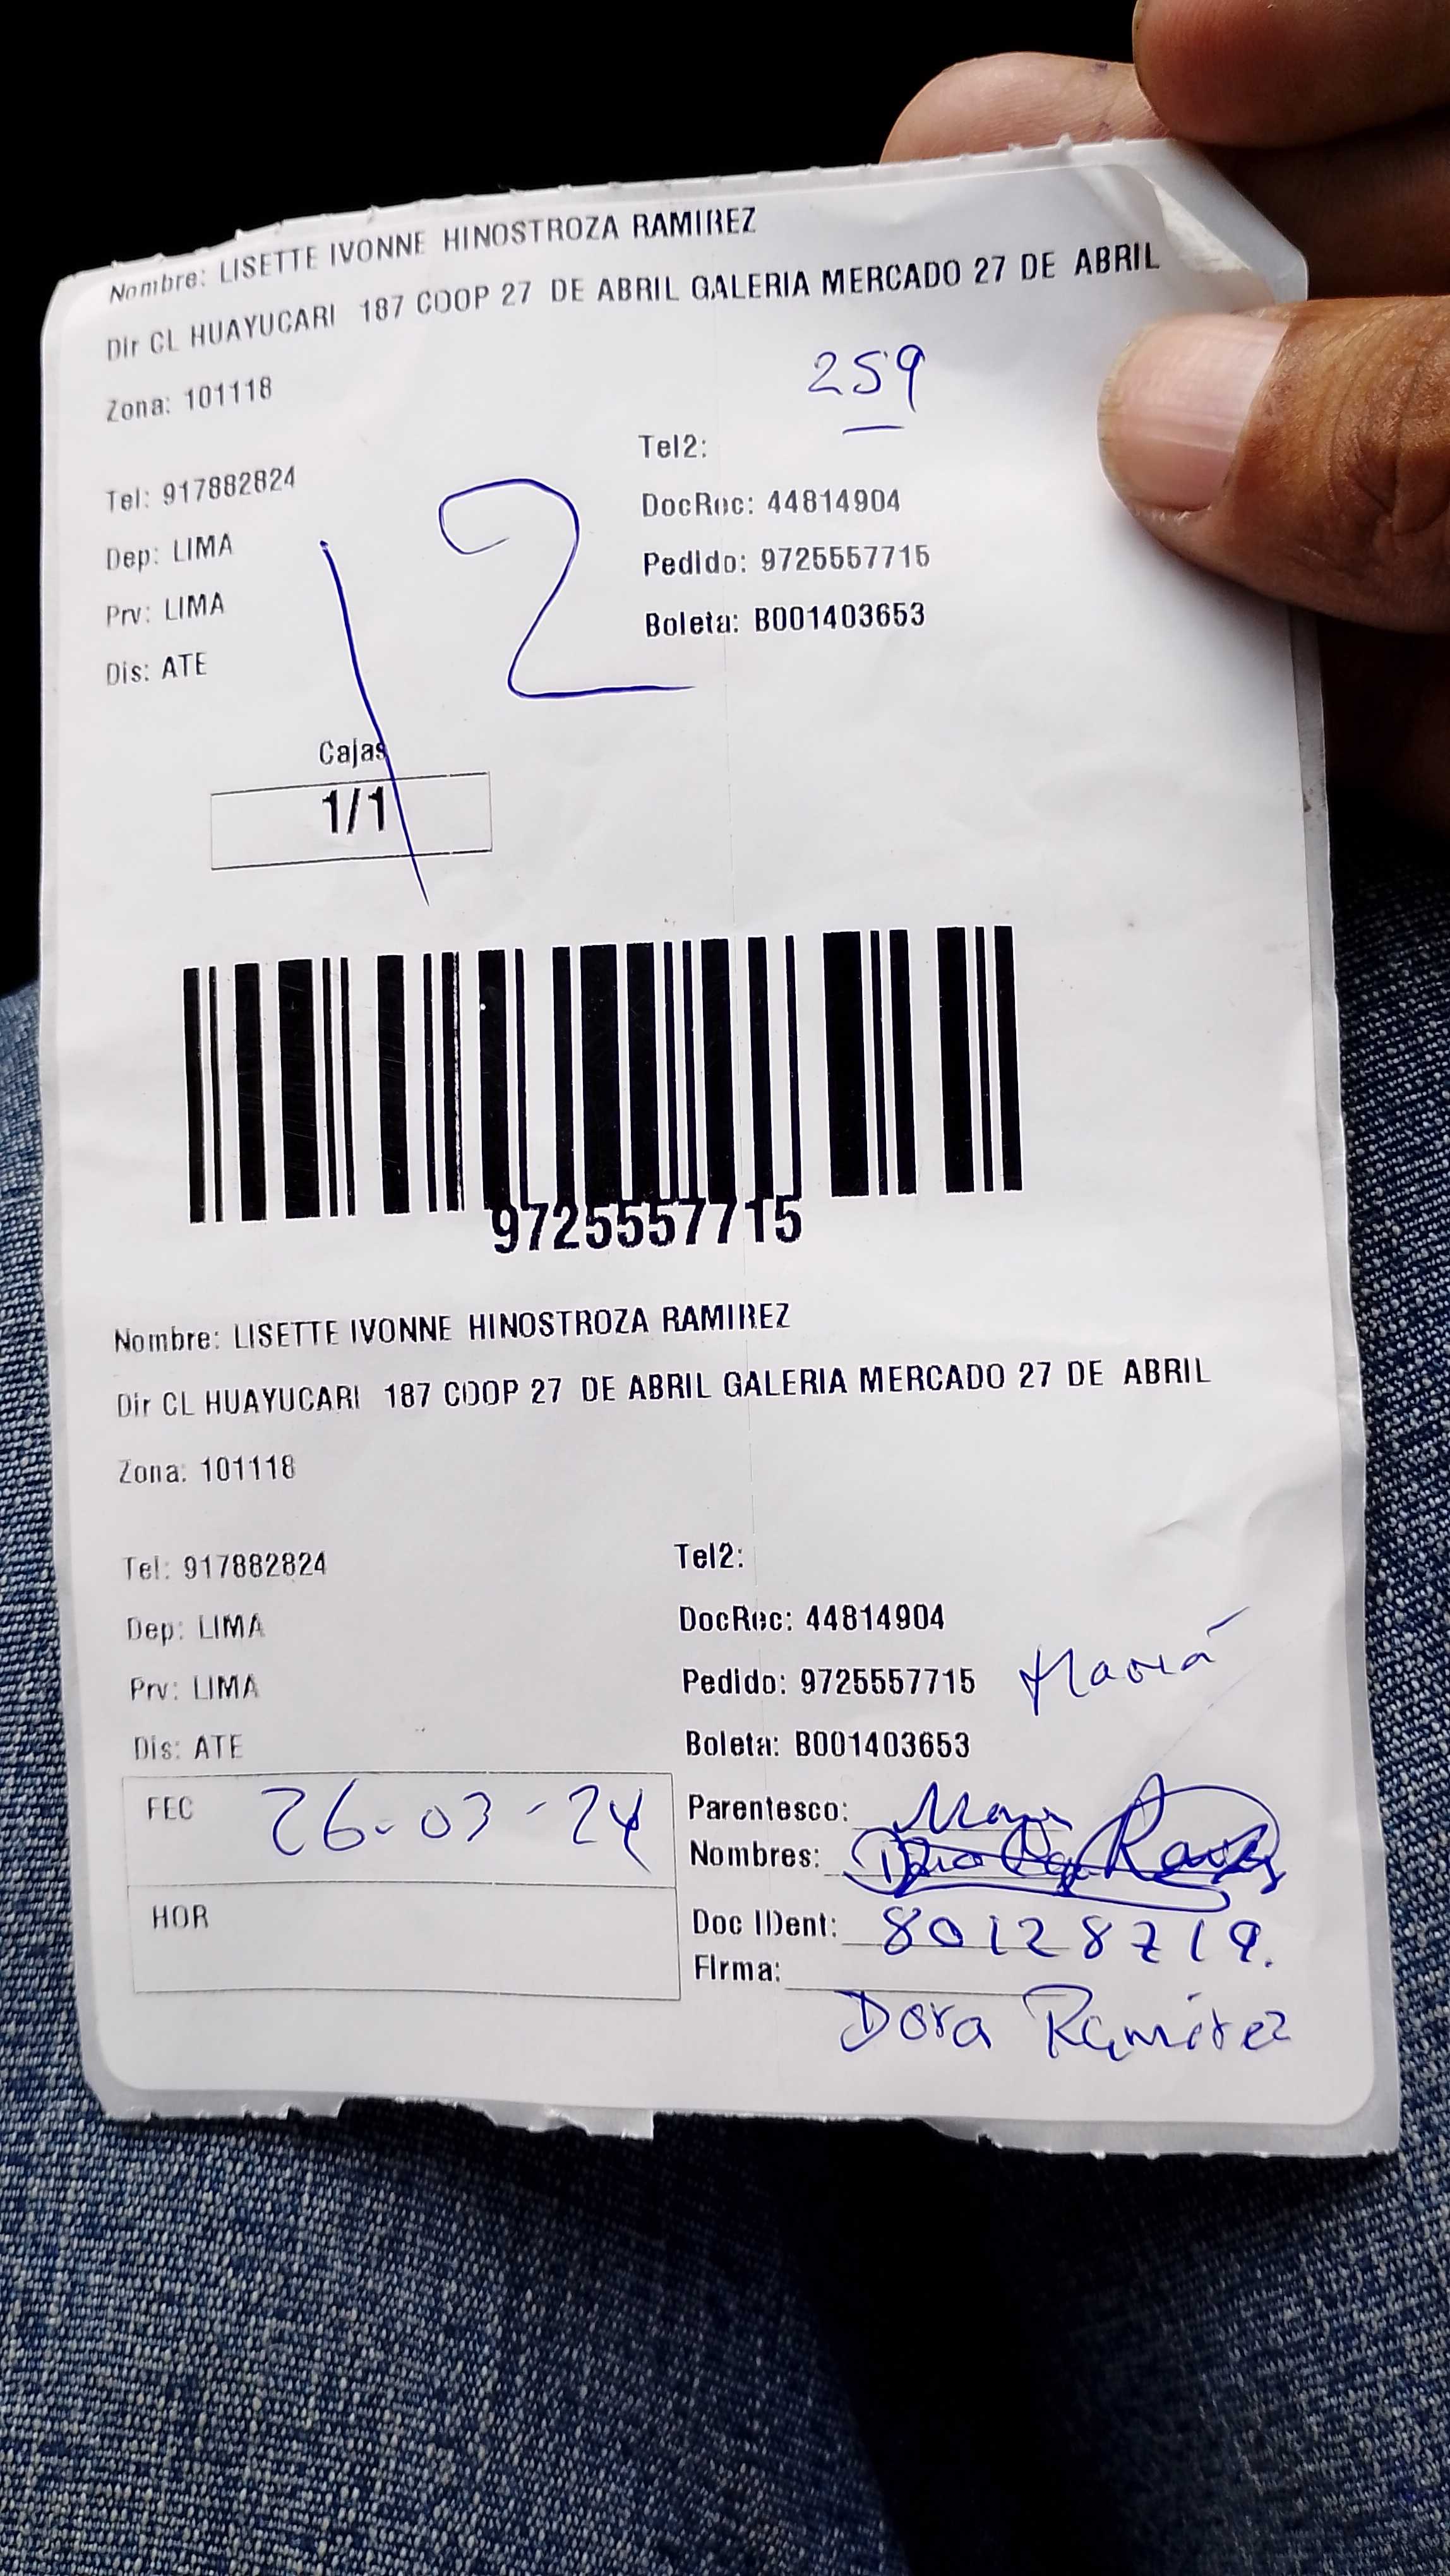 Nombre: LISETTE IVONNE HINOSTROZA RAMIREZ
Dir CL HUAYUCARI 187 COOP 27 DE ABRIL GALERIA MERCADO 27 DE ABRIL
Zona: 101118
259
Tel: 917882824
Tel2:
Dep: LIMA
DocRec: 44814904
Prv: LIMA
Pedido: 9725557715
Dis: ATE
Boleta: B001403653
12
Cajas
1/1
9725557715
Nombre: LISETTE IVONNE HINOSTROZA RAMIREZ
Dir CL HUAYUCARI 187 COOP 27 DE ABRIL GALERIA MERCADO 27 DE ABRIL
Zona: 101118
Tel: 917882824
Tel2:
Dep: LIMA
DocRec: 44814904
Prv: LIMA
Pedido: 9725557715
Dis: ATE
Boleta: B001403653
FEC 26-03-24
Parentesco:
Nombres:
HOR
Doc IDent: 80128719.
Firma:
Dora Ramirez